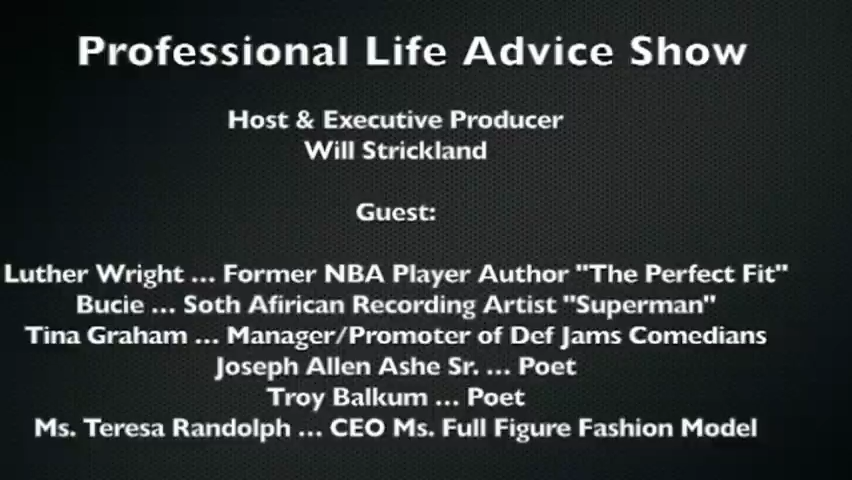 Professional Life Advice Show
Host & Executive Producer
Will Strickland
Guest:
Luther Wright ... Former NBA Player Author "The Perfect Fit"
Bucie ... Soth Afirican Recording Artist "Superman"
Tina Graham ... Manager/Promoter of Def Jams Comedians
Joseph Allen Ashe Sr. ... Poet
Troy Balkum ... Poet
Ms. Teresa Randolph ... CEO Ms. Full Figure Fashion Model